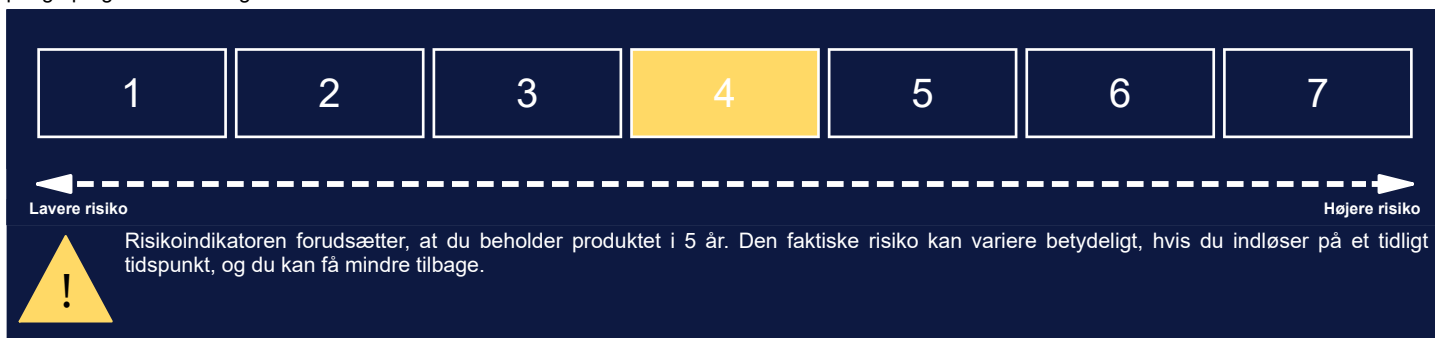 1 2 3 4 5 6 7
Lavere risiko Højere risiko
Risikoindikatoren forudsætter, at du beholder produktet i 5 år. Den faktiske risiko kan variere betydeligt, hvis du indløser på et tidligt
tidspunkt, og du kan få mindre tilbage.
!